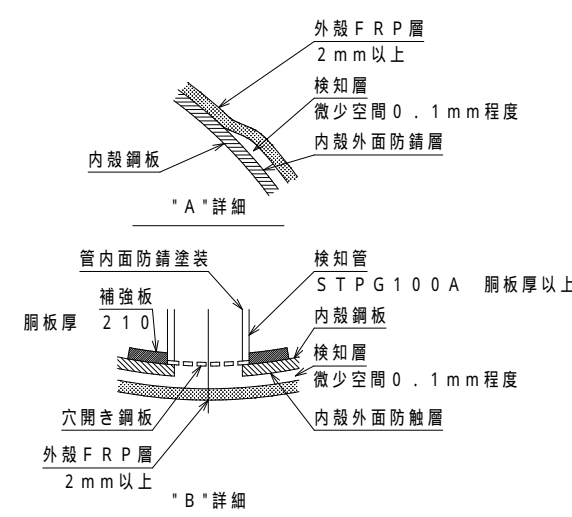 外殻FRP層
2mm以上
検知層
微少空間0.1mm程度
内殻外面防錆層
内殻鋼板
"A"詳細
管内面防錆塗装
検知管
STPG100A 胴板厚以上
補強板
胴板厚 210
内殻鋼板
検知層
微少空間0.1mm程度
穴開き鋼板
内殻外面防触層
外殻FRP層
2mm以上
"B"詳細